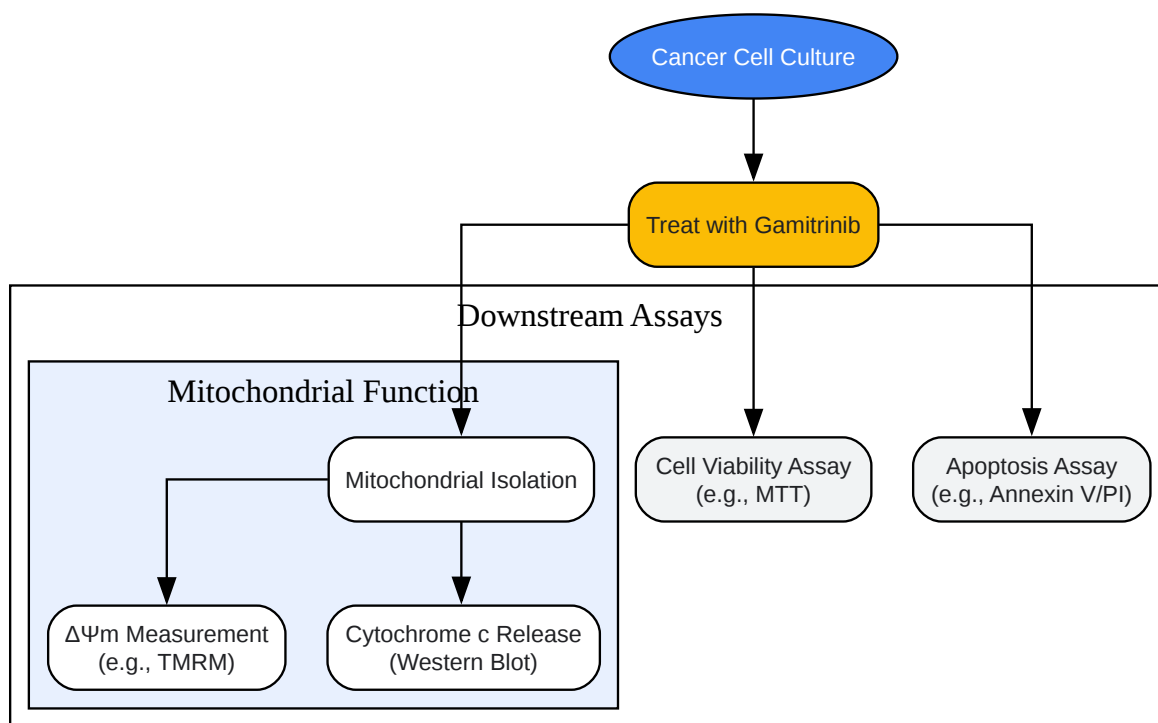 Cancer Cell Culture
Treat with Gamitrinib
Downstream Assays
Mitochondrial Function
Mitochondrial Isolation
Cell Viability Assay
(e.g., MTT)
Apoptosis Assay
(e.g., Annexin V/PI)
ΔΨm Measurement
(e.g., TMRM)
Cytochrome c Release
(Western Blot)